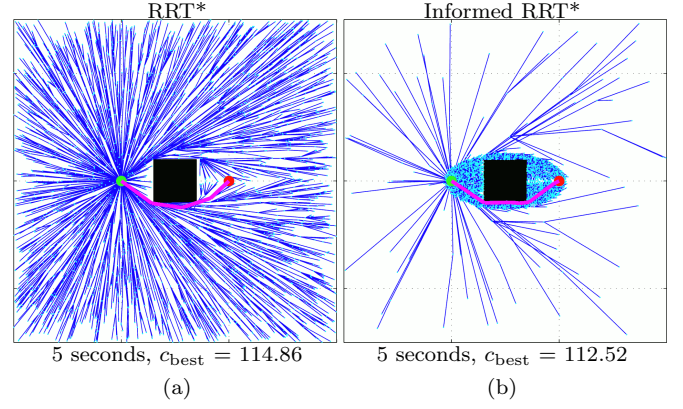 RRT*
Informed RRT*
5 seconds, c_best = 114.86
5 seconds, c_best = 112.52
(a)
(b)